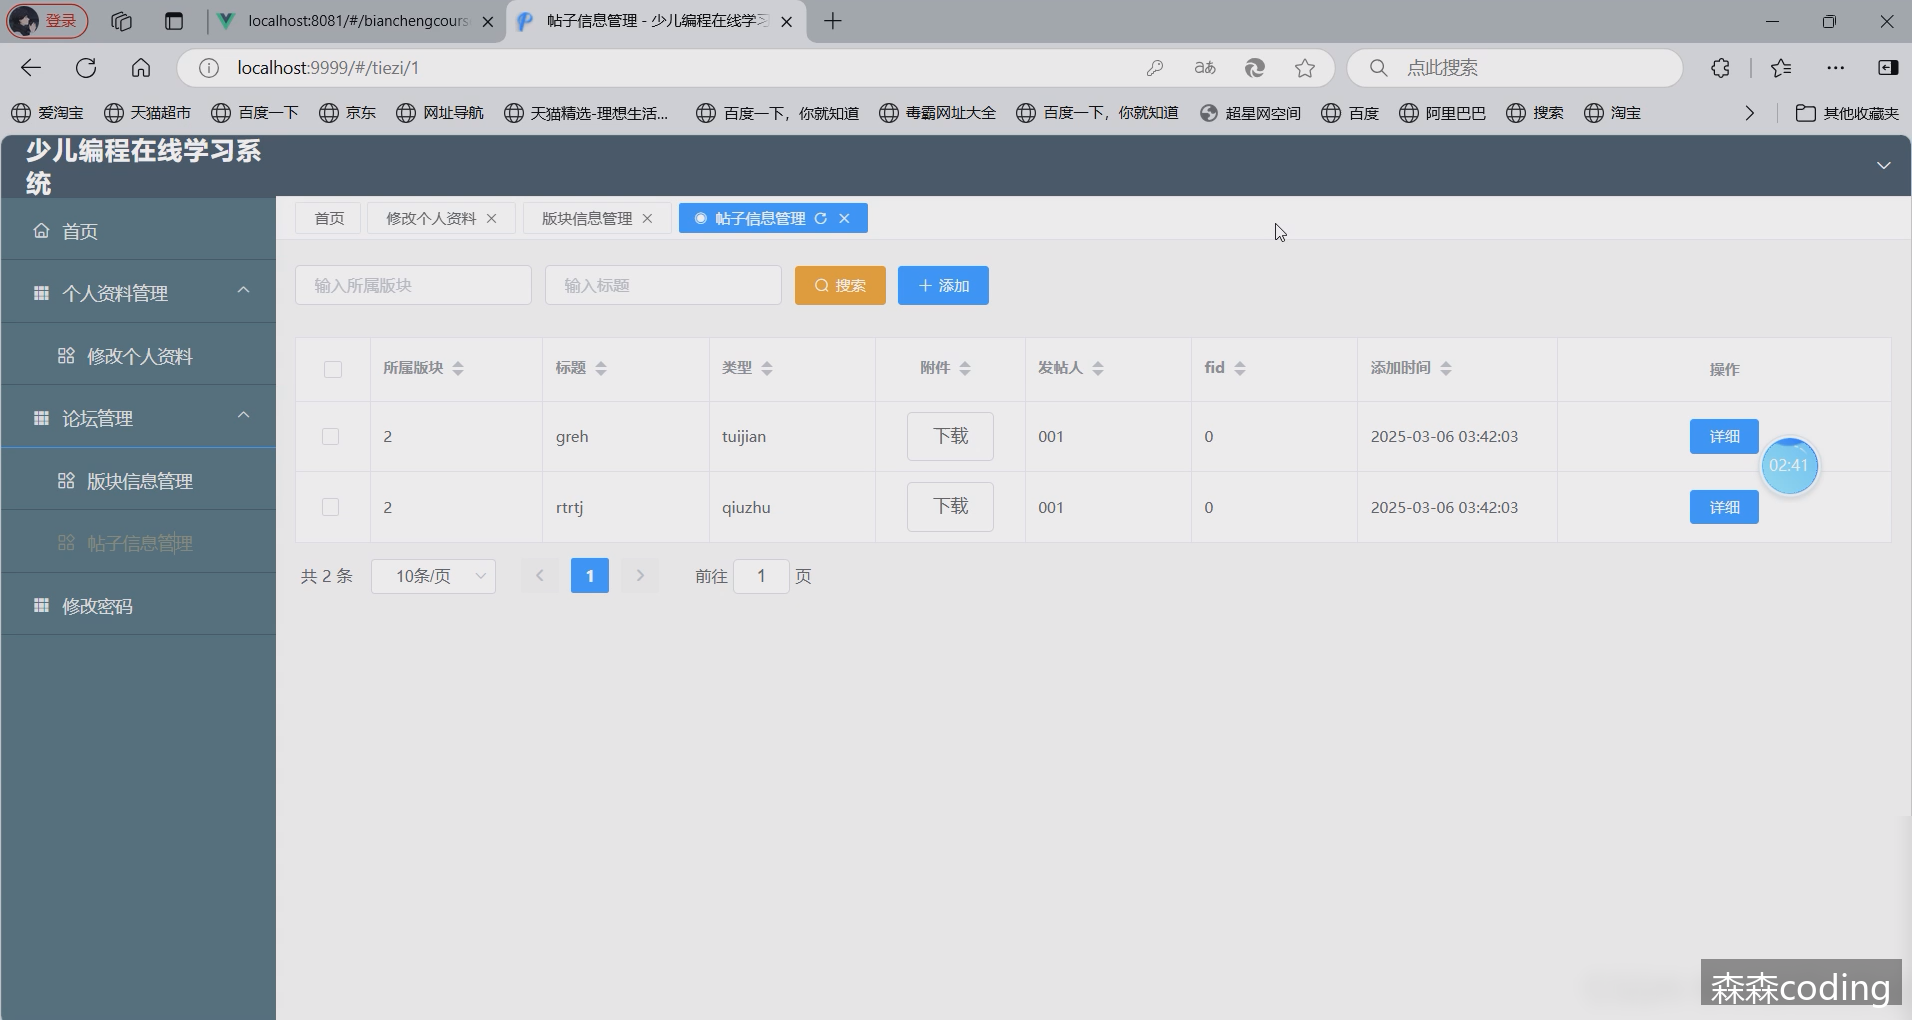 登录
localhost:8081/#/bianchengcours
帖子信息管理 - 少儿编程在线学习
localhost:9999/#/tiezi/1
aあ
点此搜索
爱淘宝
天猫超市
百度一下
京东
网址导航
天猫精选-理想生活...
百度一下，你就知道
毒霸网址大全
百度一下，你就知道
超星网空间
百度
阿里巴巴
搜索
淘宝
其他收藏夹
少儿编程在线学习系
统
首页
个人资料管理
修改个人资料
论坛管理
版块信息管理
帖子信息管理
修改密码
首页
修改个人资料
版块信息管理
帖子信息管理
输入所属版块
输入标题
搜索
添加
所属版块 标题 类型 附件 发帖人 fid 添加时间 操作
2 greh tuijian 下载 001 0 2025-03-06 03:42:03 详细
02:41
2 rtrtj qiuzhu 下载 001 0 2025-03-06 03:42:03 详细
共 2 条 10条/页 1 前往 1 页
森森coding